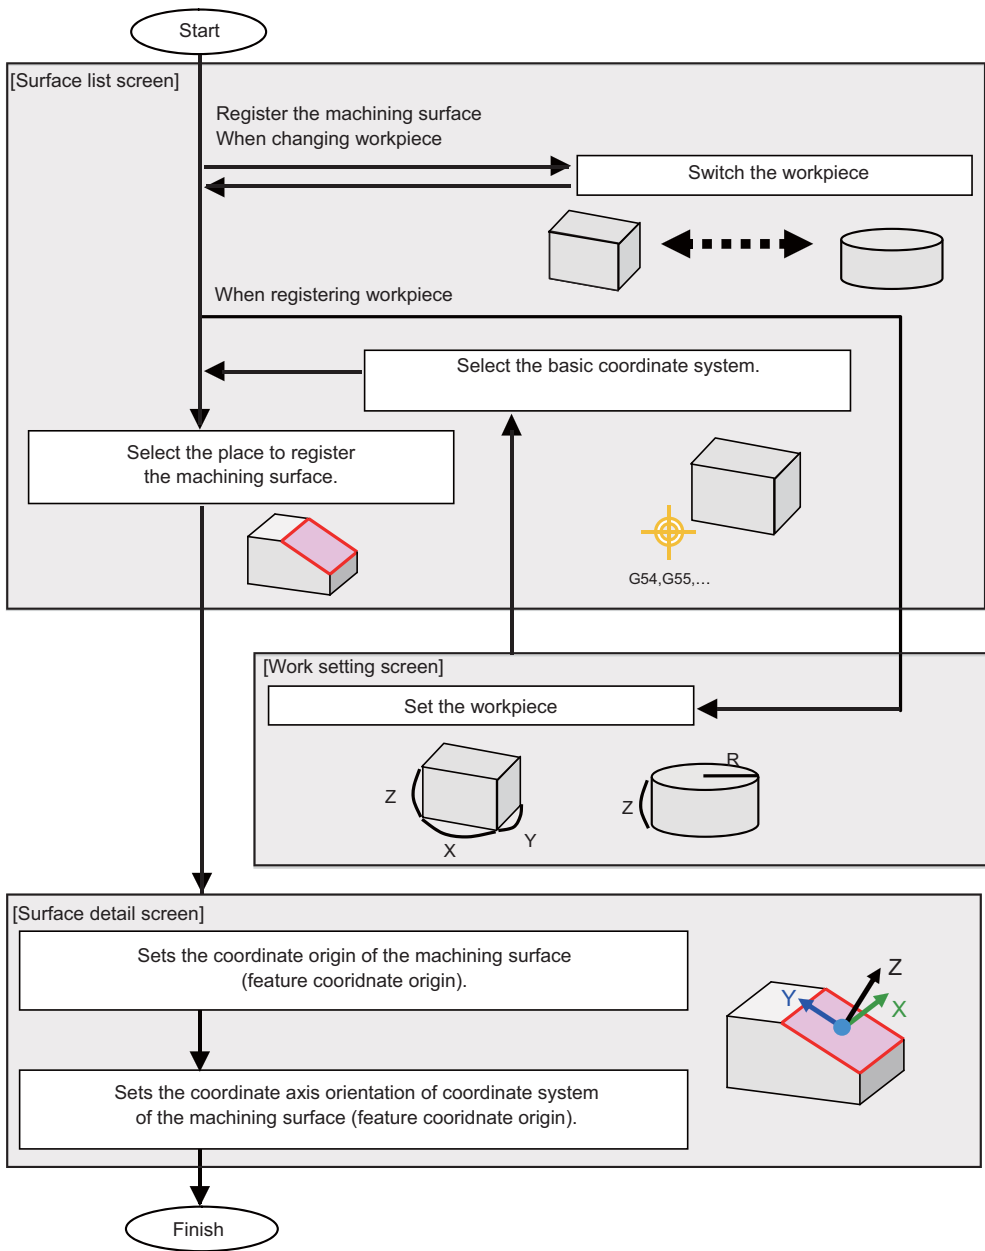 Start
[Surface list screen]
Register the machining surface
When changing workpiece
Switch the workpiece
When registering workpiece
Select the basic coordinate system.
Select the place to register
the machining surface.
G54,G55,...
[Work setting screen]
Set the workpiece
R
Z
Z
Y
X
[Surface detail screen]
Sets the coordinate origin of the machining surface
(feature cooridnate origin).
Z
Y
X
Sets the coordinate axis orientation of coordinate system
of the machining surface (feature cooridnate origin).
Finish